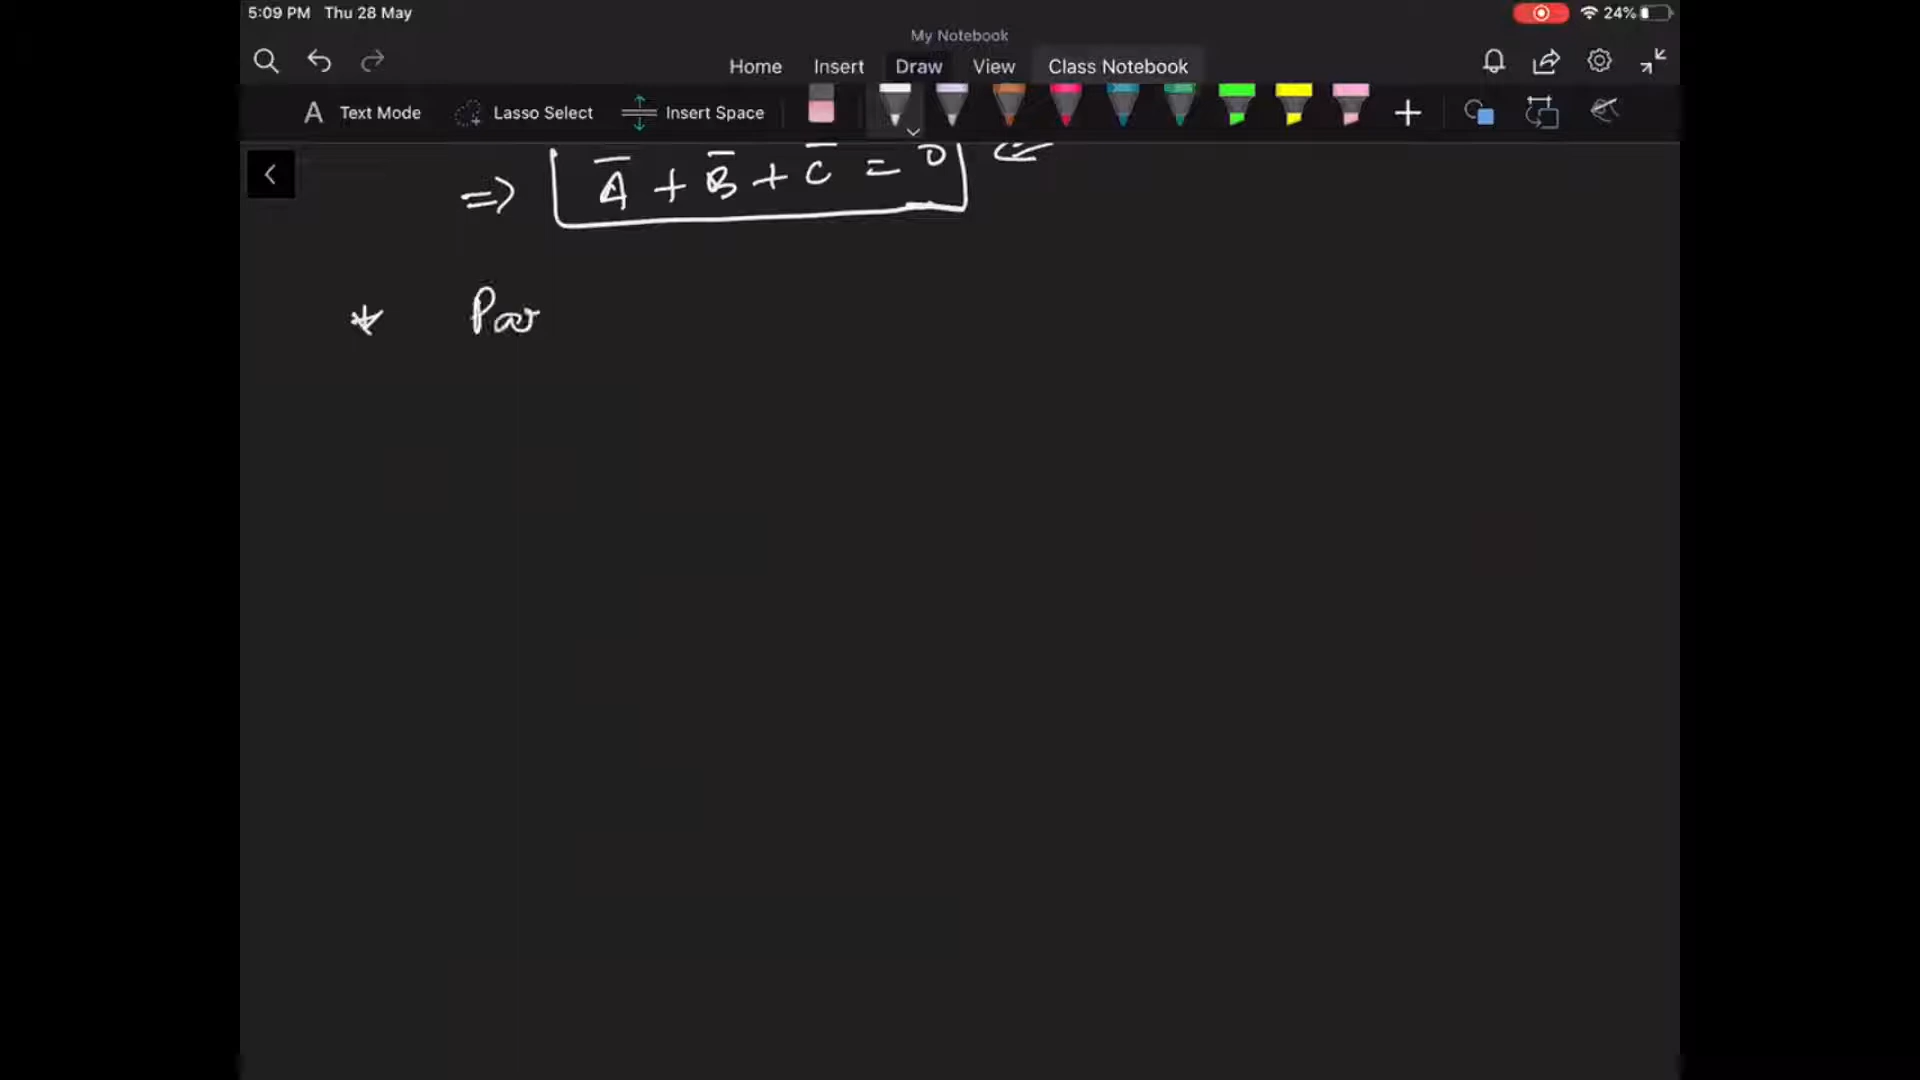 5:09 PM Thu 28 May 24%
My Notebook
Home Insert Draw View Class Notebook
A Text Mode Lasso Select Insert Space
=> A̅ + B̅ + C̅ = 0
* Par